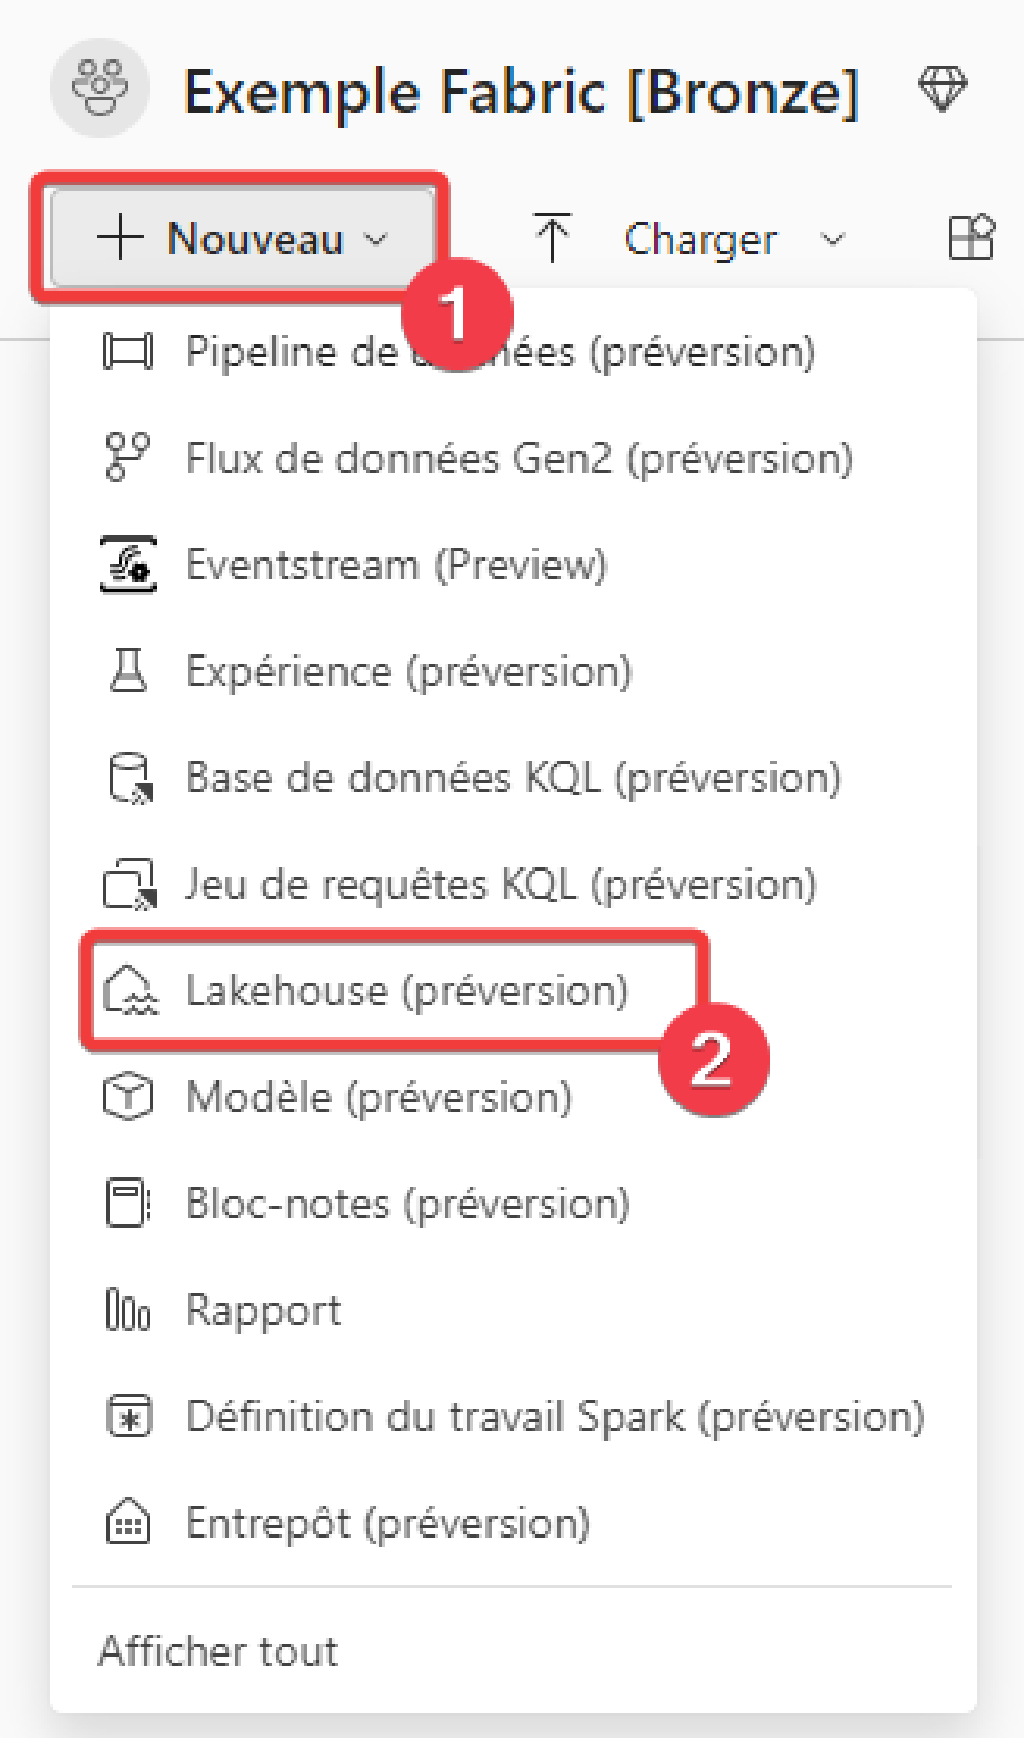 Exemple Fabric [Bronze]
Nouveau
Charger
1
Pipeline de données (préversion)
Flux de données Gen2 (préversion)
Eventstream (Preview)
Expérience (préversion)
Base de données KQL (préversion)
Jeu de requêtes KQL (préversion)
Lakehouse (préversion)
2
Modèle (préversion)
Bloc-notes (préversion)
Rapport
Définition du travail Spark (préversion)
Entrepôt (préversion)
Afficher tout